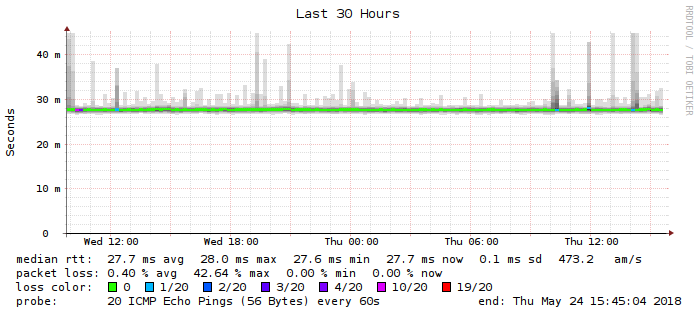 Last 30 Hours
RRDTOOL / TOBI OETIKER
Seconds
40 m
30 m
20 m
10 m
0
Wed 12:00 Wed 18:00 Thu 00:00 Thu 06:00 Thu 12:00
median rtt: 27.7 ms avg 28.0 ms max 27.6 ms min 27.7 ms now 0.1 ms sd 473.2 am/s
packet loss: 0.40 % avg 42.64 % max 0.00 % min 0.00 % now
loss color: 0 1/20 2/20 3/20 4/20 10/20 19/20
probe: 20 ICMP Echo Pings (56 Bytes) every 60s end: Thu May 24 15:45:04 2018